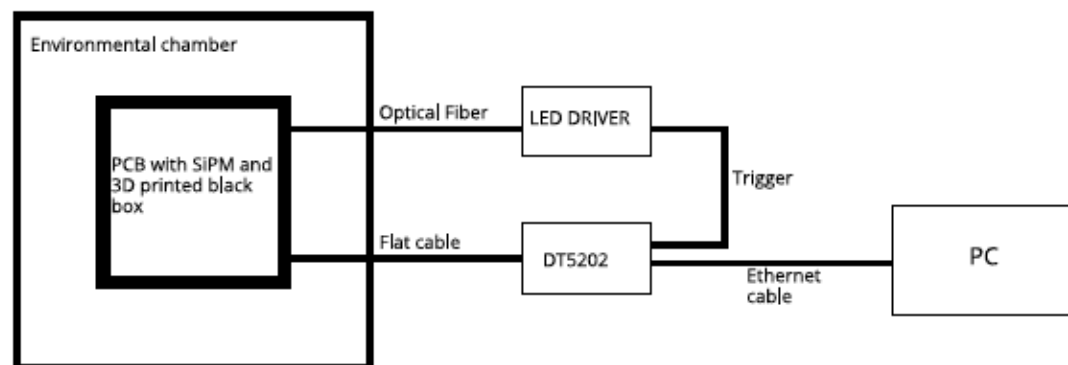 Environmental chamber
Optical Fiber
LED DRIVER
PCB with SiPM and
3D printed black
box
Trigger
Flat cable
DT5202
PC
Ethernet
cable